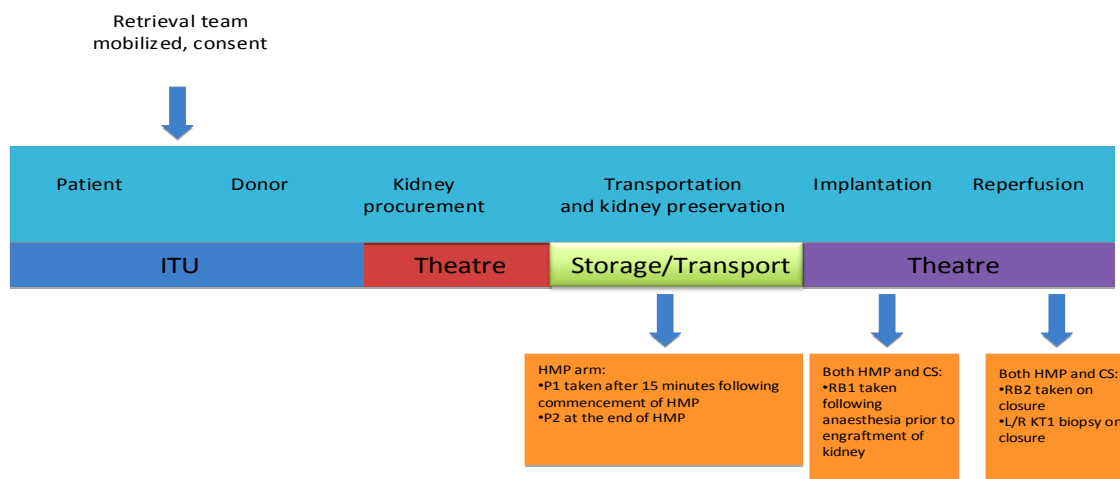 Retrieval team
mobilized, consent
Patient
Donor
Kidney
procurement
Transportation
and kidney preservation
Implantation
Reperfusion
ITU
Theatre
Storage/Transport
Theatre
HMP arm:
•P1 taken after 15 minutes following
commencement of HMP
•P2 at the end of HMP
Both HMP and CS:
•RB1 taken
following
anaesthesia prior to
engraftment of
kidney
Both HMP and CS:
•RB2 taken on
closure
•L/R KT1 biopsy on
closure